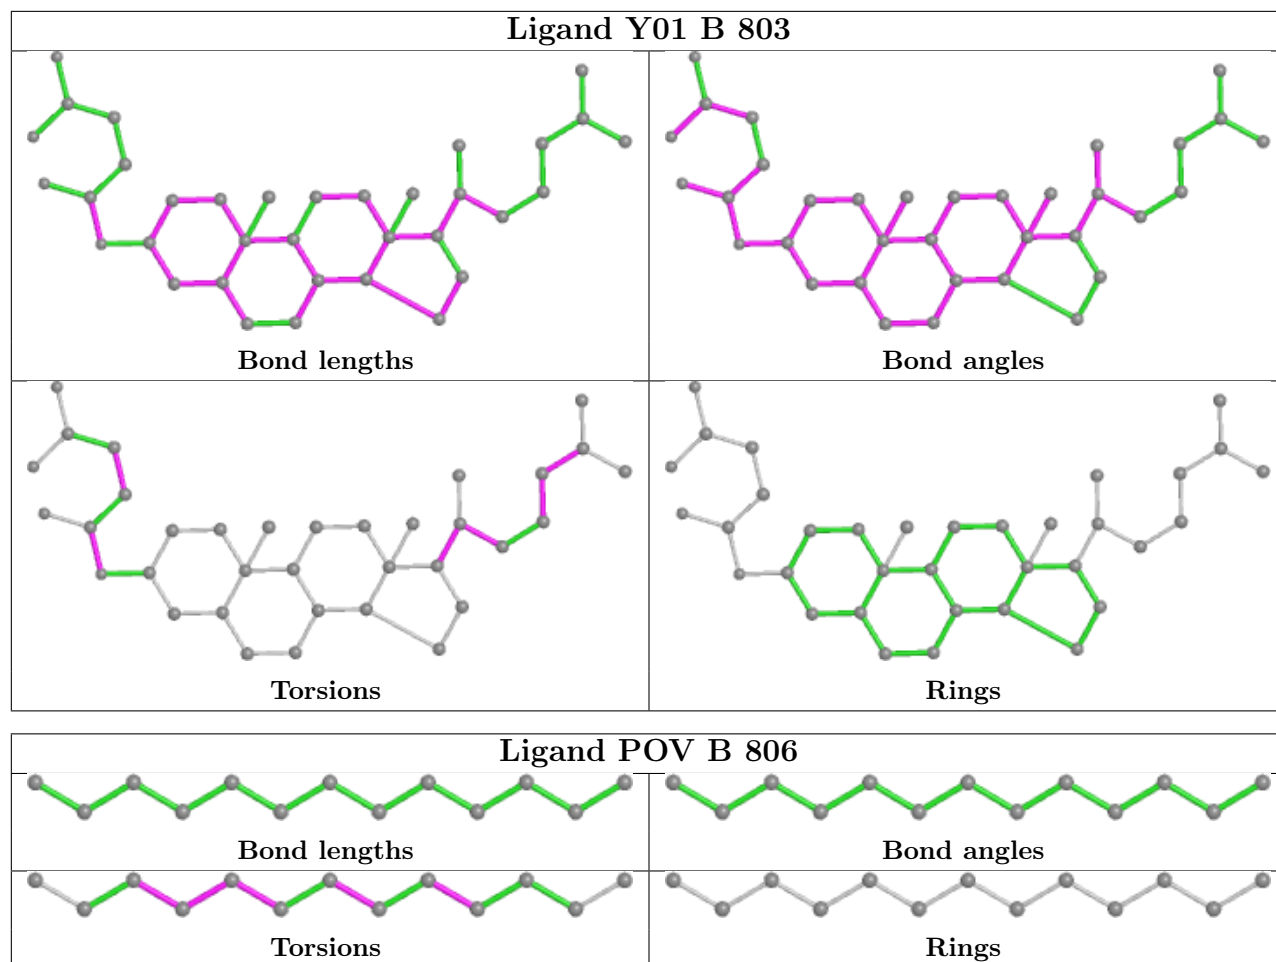 Ligand Y01 B 803
Bond lengths
Bond angles
Torsions
Rings
Ligand POV B 806
Bond lengths
Bond angles
Torsions
Rings